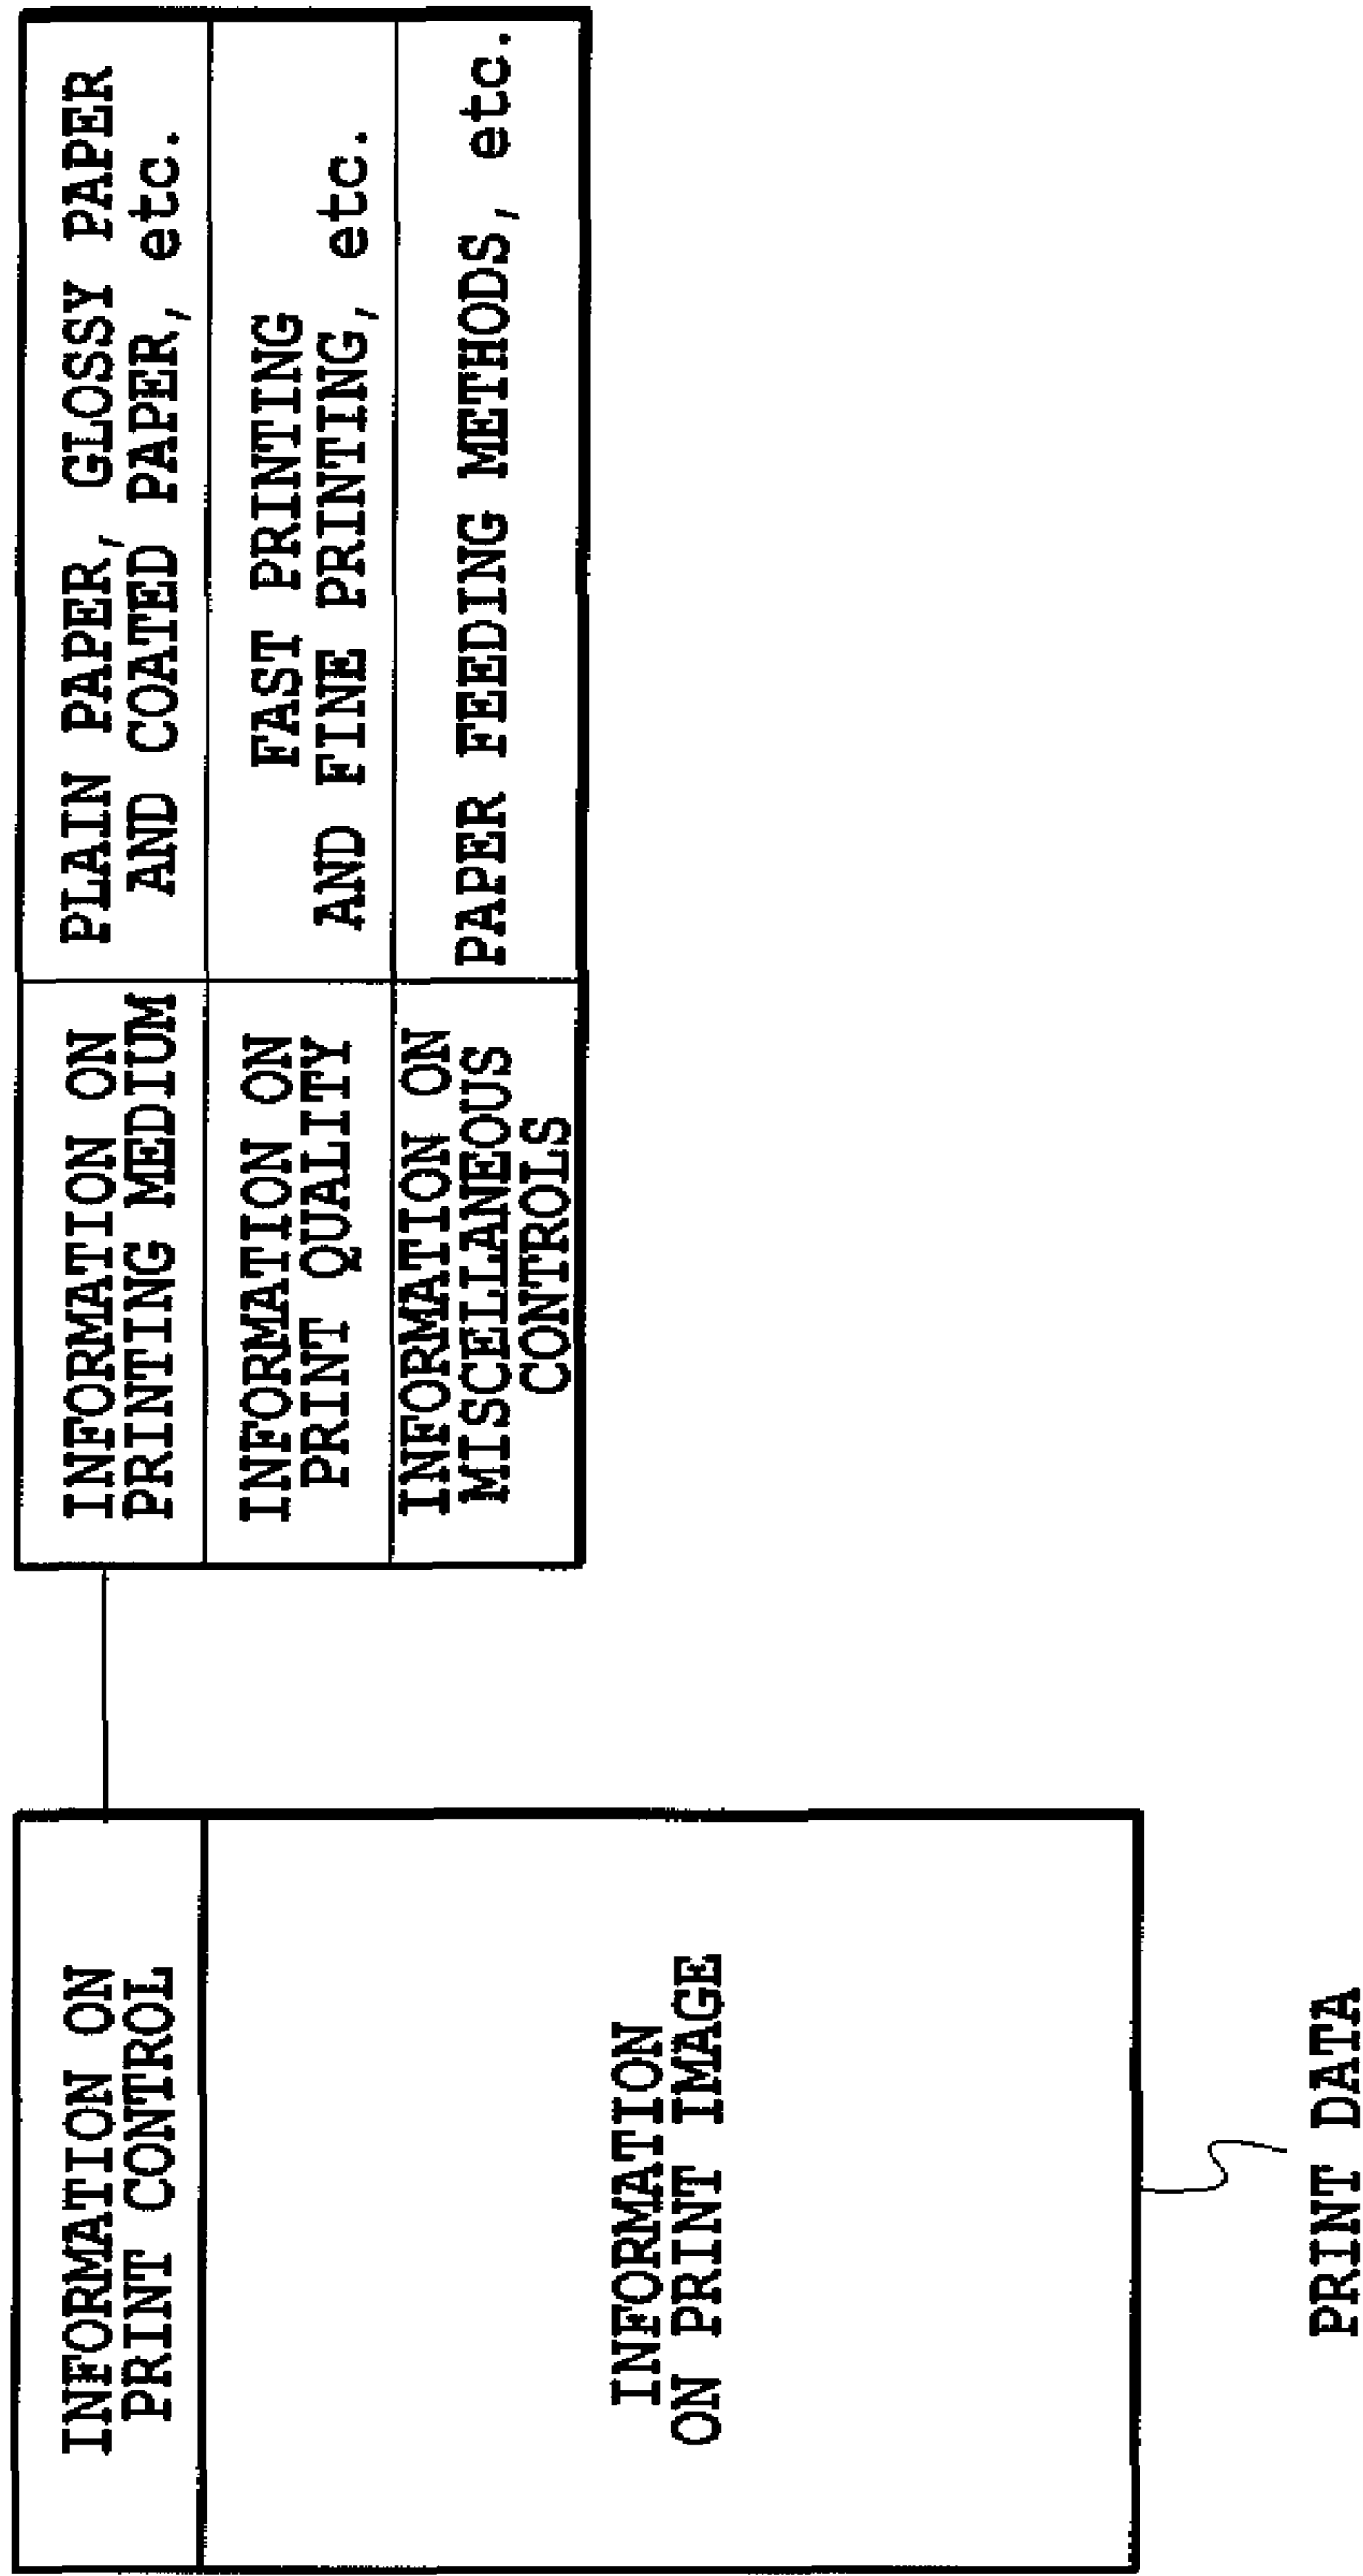 INFORMATION ON
PRINT CONTROL
INFORMATION
ON PRINT IMAGE
PRINT DATA
INFORMATION ON
PRINTING MEDIUM
PLAIN PAPER, GLOSSY PAPER
AND COATED PAPER, etc.
INFORMATION ON
PRINT QUALITY
FAST PRINTING
AND FINE PRINTING, etc.
INFORMATION ON
MISCELLANEOUS
CONTROLS
PAPER FEEDING METHODS, etc.